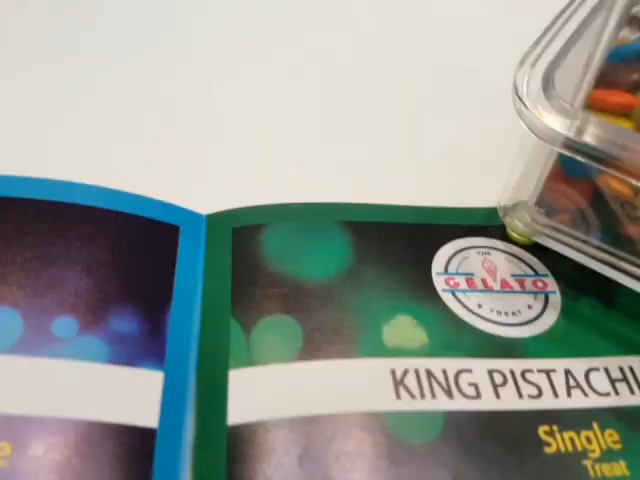 THE
GELATO
TREAT
KING PISTACHI
Single
Treat
e